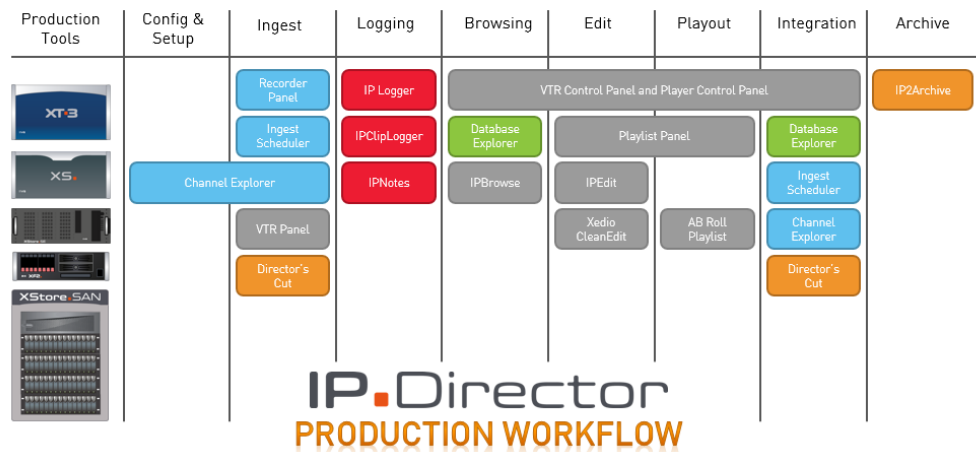 Production
Tools
Config &
Setup
Ingest
Logging
Browsing
Edit
Playout
Integration
Archive
XT•3
Recorder
Panel
IP Logger
VTR Control Panel and Player Control Panel
IP2Archive
Ingest
Scheduler
IPClipLogger
Database
Explorer
Playlist Panel
Database
Explorer
XS.
Channel Explorer
IPNotes
IPBrowse
IPEdit
Ingest
Scheduler
VTR Panel
Xedio
CleanEdit
AB Roll
Playlist
Channel
Explorer
Director's
Cut
Director's
Cut
XStore.SAN
IP.Director
PRODUCTION WORKFLOW